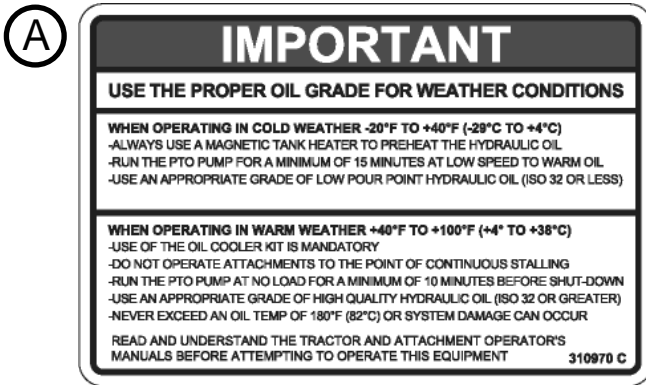 A
IMPORTANT
USE THE PROPER OIL GRADE FOR WEATHER CONDITIONS
WHEN OPERATING IN COLD WEATHER -20°F TO +40°F (-29°C TO +4°C)
-ALWAYS USE A MAGNETIC TANK HEATER TO PREHEAT THE HYDRAULIC OIL
-RUN THE PTO PUMP FOR A MINIMUM OF 15 MINUTES AT LOW SPEED TO WARM OIL
-USE AN APPROPRIATE GRADE OF LOW POUR POINT HYDRAULIC OIL (ISO 32 OR LESS)
WHEN OPERATING IN WARM WEATHER +40°F TO +100°F (+4° TO +38°C)
-USE OF THE OIL COOLER KIT IS MANDATORY
-DO NOT OPERATE ATTACHMENTS TO THE POINT OF CONTINUOUS STALLING
-RUN THE PTO PUMP AT NO LOAD FOR A MINIMUM OF 10 MINUTES BEFORE SHUT-DOWN
-USE AN APPROPRIATE GRADE OF HIGH QUALITY HYDRAULIC OIL (ISO 32 OR GREATER)
-NEVER EXCEED AN OIL TEMP OF 180°F (82°C) OR SYSTEM DAMAGE CAN OCCUR
READ AND UNDERSTAND THE TRACTOR AND ATTACHMENT OPERATOR'S
MANUALS BEFORE ATTEMPTING TO OPERATE THIS EQUIPMENT 310970 C